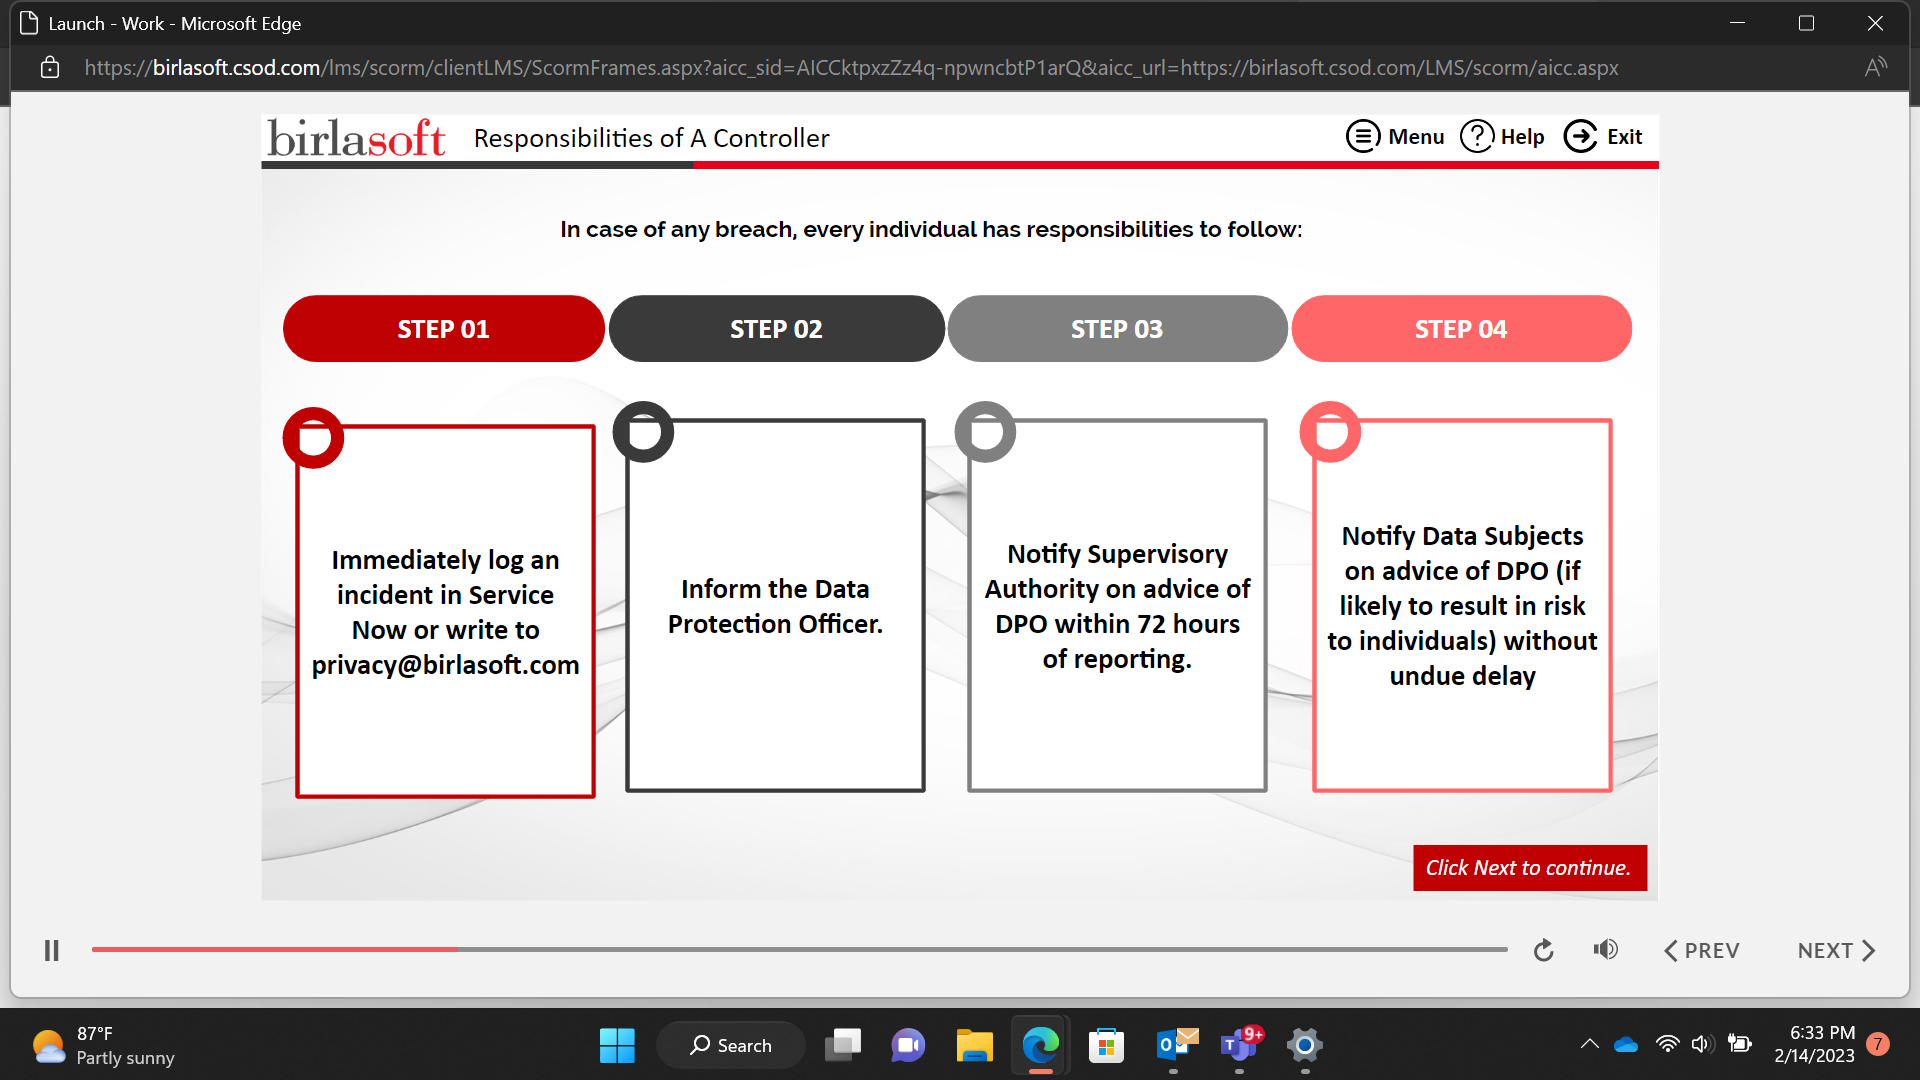 Launch - Work - Microsoft Edge
https://birlasoft.csod.com/lms/scorm/clientLMS/ScormFrames.aspx?aicc_sid=AICCktpxzZz4q-npwncbtP1arQ&aicc_url=https://birlasoft.csod.com/LMS/scorm/aicc.aspx
birlasoft Responsibilities of A Controller Menu Help Exit
In case of any breach, every individual has responsibilities to follow:
STEP 01
STEP 02
STEP 03
STEP 04
Immediately log an
incident in Service
Now or write to
privacy@birlasoft.com
Inform the Data
Protection Officer.
Notify Supervisory
Authority on advice of
DPO within 72 hours
of reporting.
Notify Data Subjects
on advice of DPO (if
likely to result in risk
to individuals) without
undue delay
Click Next to continue.
PREV NEXT
87°F
Partly sunny
Search
9+
6:33 PM
2/14/2023
7